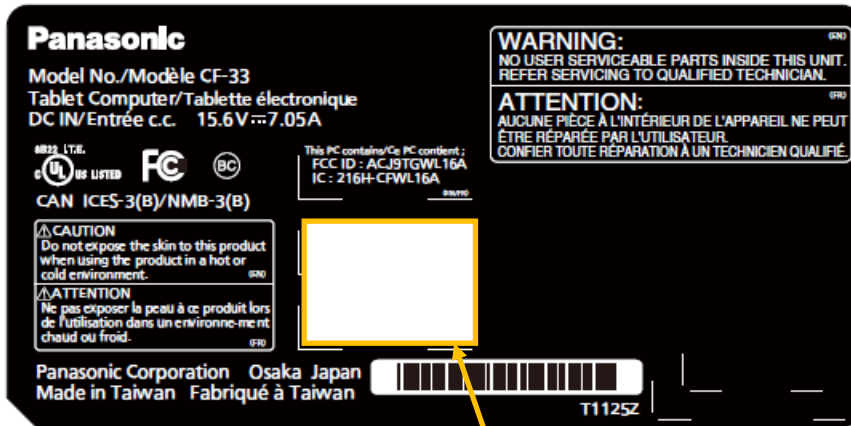 Panasonic
Model No./Modèle CF-33
Tablet Computer/Tablette électronique
DC IN/Entrée c.c. 15.6V⎓7.05A
8B22 I.T.E.
C UL US LISTED
FC
BC
CAN ICES-3(B)/NMB-3(B)
This PC contains/Ce PC contient ;
FCC ID : ACJ9TGWL16A
IC : 216H-CFWL16A
(EN/FR)
WARNING: (EN)
NO USER SERVICEABLE PARTS INSIDE THIS UNIT.
REFER SERVICING TO QUALIFIED TECHNICIAN.
ATTENTION: (FR)
AUCUNE PIÈCE À L'INTÉRIEUR DE L'APPAREIL NE PEUT
ÊTRE RÉPARÉE PAR L'UTILISATEUR.
CONFIER TOUTE RÉPARATION À UN TECHNICIEN QUALIFIÉ.
⚠CAUTION
Do not expose the skin to this product
when using the product in a hot or
cold environment. (EN)
⚠ATTENTION
Ne pas exposer la peau à ce produit lors
de l'utilisation dans un environne-ment
chaud ou froid. (FR)
Panasonic Corporation Osaka Japan
Made in Taiwan Fabriqué à Taiwan
T1125Z